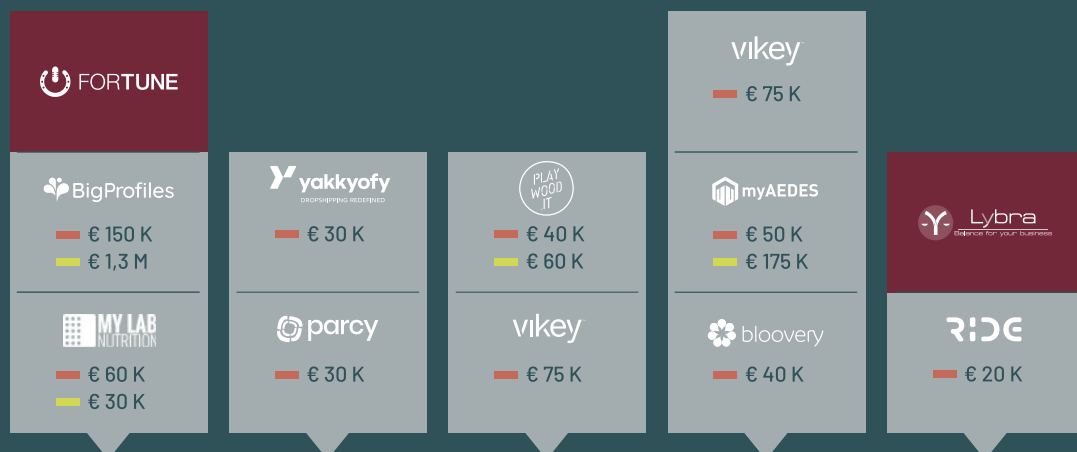 FORTUNE
BigProfiles
€ 150 K
€ 1,3 M
MY LAB
NUTRITION
€ 60 K
€ 30 K
yakkyofy
DROPSHIPPING REDEFINED
€ 30 K
parcy
€ 30 K
PLAY
WOOD
.IT
€ 40 K
€ 60 K
vikey
€ 75 K
vikey
€ 75 K
myAEDES
€ 50 K
€ 175 K
bloovery
€ 40 K
Lybra
Balance for your business
RIDE
€ 20 K